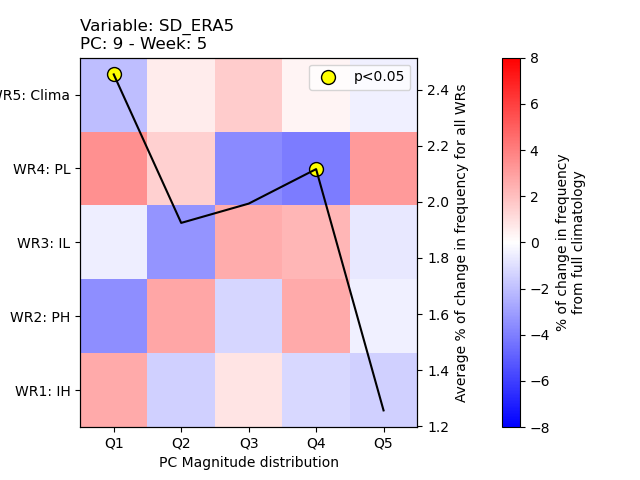 Variable: SD_ERA5
PC: 9 - Week: 5
p<0.05
WR5: Clima
WR4: PL
WR3: IL
WR2: PH
WR1: IH
Q1 Q2 Q3 Q4 Q5
PC Magnitude distribution
2.4
2.2
2.0
1.8
1.6
1.4
1.2
Average % of change in frequency for all WRs
8
6
4
2
0
−2
−4
−6
−8
% of change in frequency
from full climatology